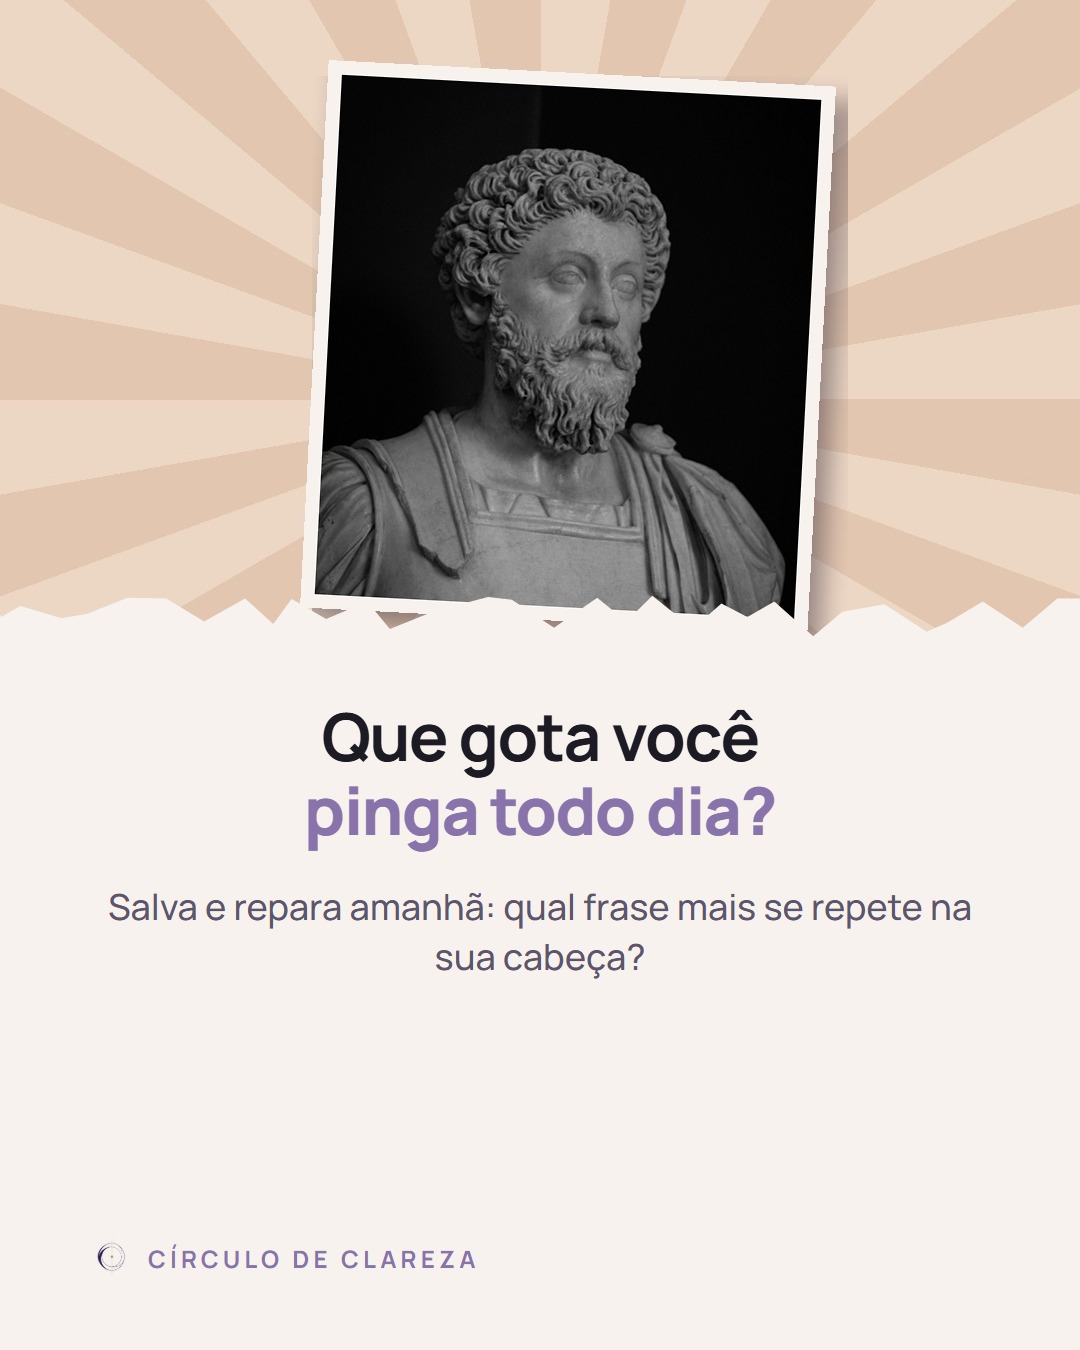 Que gota você
pinga todo dia?
Salva e repara amanhã: qual frase mais se repete na
sua cabeça?
CÍRCULO DE CLAREZA